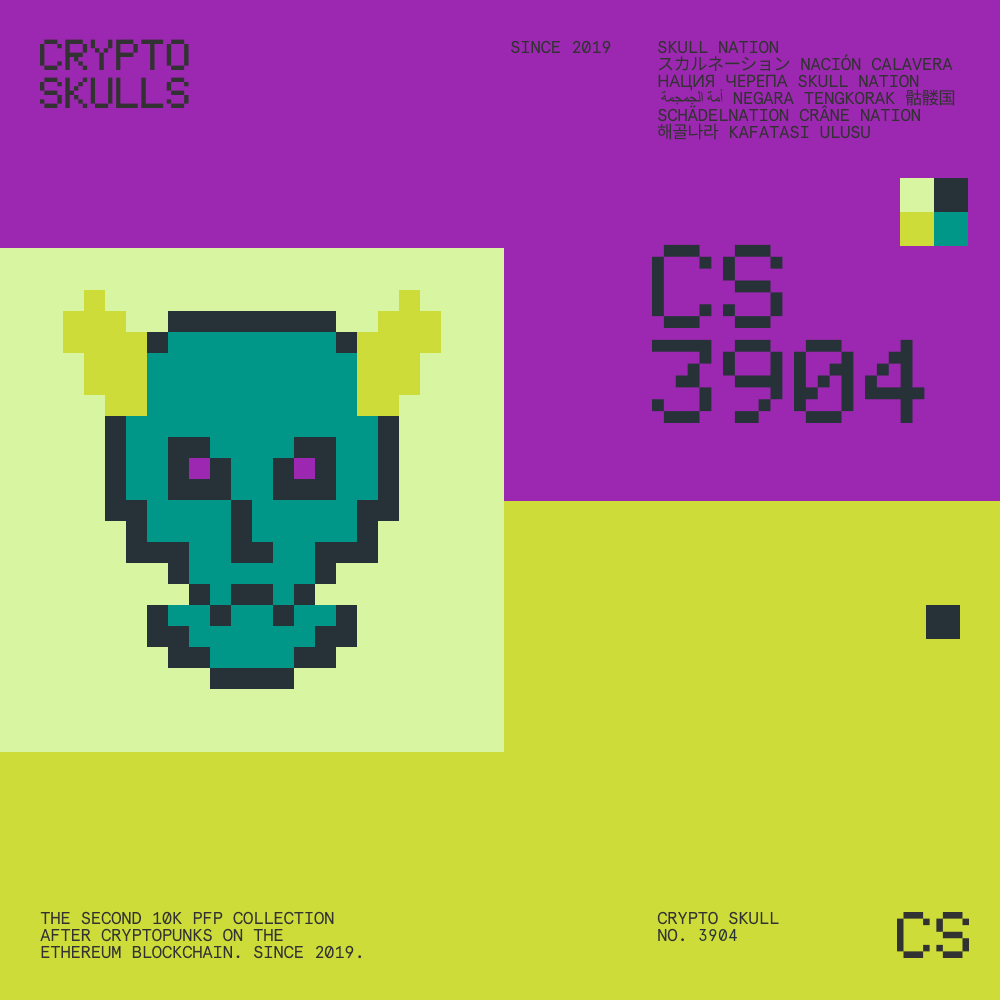 CRYPTO
SKULLS
SINCE 2019
SKULL NATION
スカルネーション NACIÓN CALAVERA
НАЦИЯ ЧЕРЕПА SKULL NATION
أمة الجمجمة NEGARA TENGKORAK 骷髅国
SCHÄDELNATION CRÂNE NATION
해골나라 KAFATASI ULUSU
CS
3904
THE SECOND 10K PFP COLLECTION
AFTER CRYPTOPUNKS ON THE
ETHEREUM BLOCKCHAIN. SINCE 2019.
CRYPTO SKULL
NO. 3904
CS